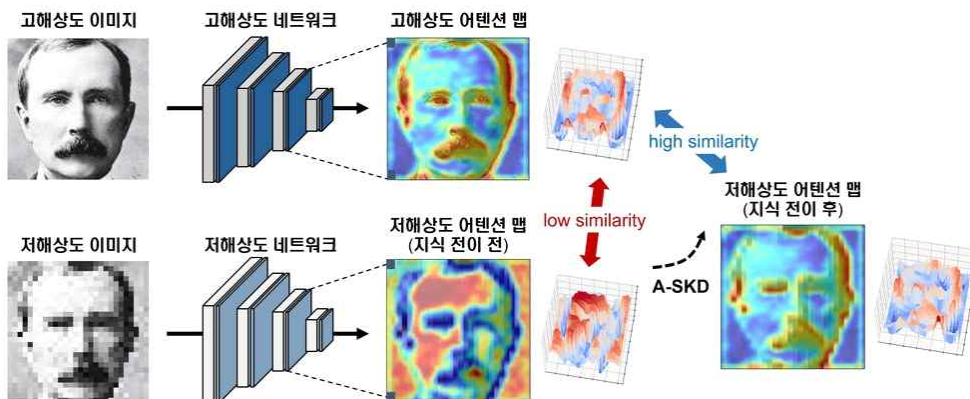 고해상도 이미지
고해상도 네트워크
고해상도 어텐션 맵
high similarity
저해상도 어텐션 맵
(지식 전이 후)
low similarity
저해상도 이미지
저해상도 네트워크
저해상도 어텐션 맵
(지식 전이 전)
A-SKD